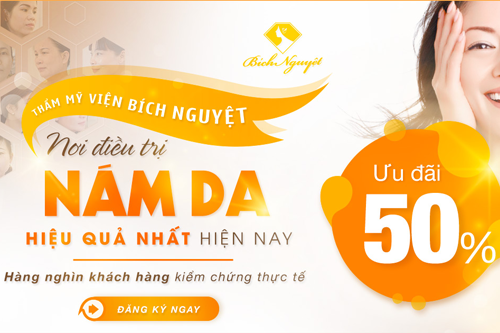 Bích Nguyệt
THẨM MỸ VIỆN BÍCH NGUYỆT
Nơi điều trị
NÁM DA
HIỆU QUẢ NHẤT HIỆN NAY
Hàng nghìn khách hàng kiểm chứng thực tế
ĐĂNG KÝ NGAY
Ưu đãi
50%